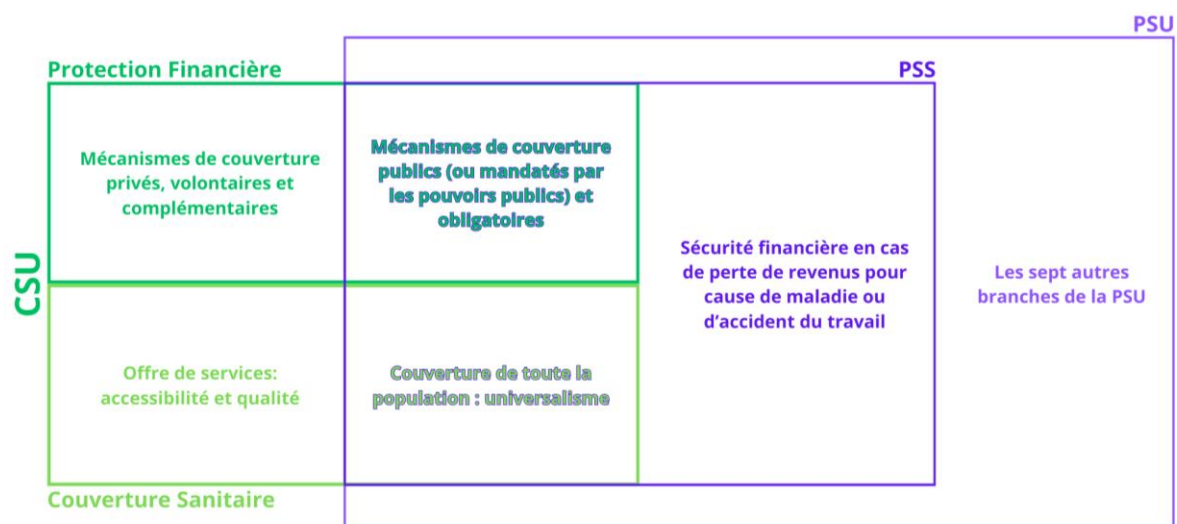 PSU
Protection Financière
PSS
Mécanismes de couverture
privés, volontaires et
complémentaires
Mécanismes de couverture
publics (ou mandatés par
les pouvoirs publics) et
obligatoires
Sécurité financière en cas
de perte de revenus pour
cause de maladie ou
d'accident du travail
Les sept autres
branches de la PSU
CSU
Offre de services:
accessibilité et qualité
Couverture de toute la
population : universalisme
Couverture Sanitaire